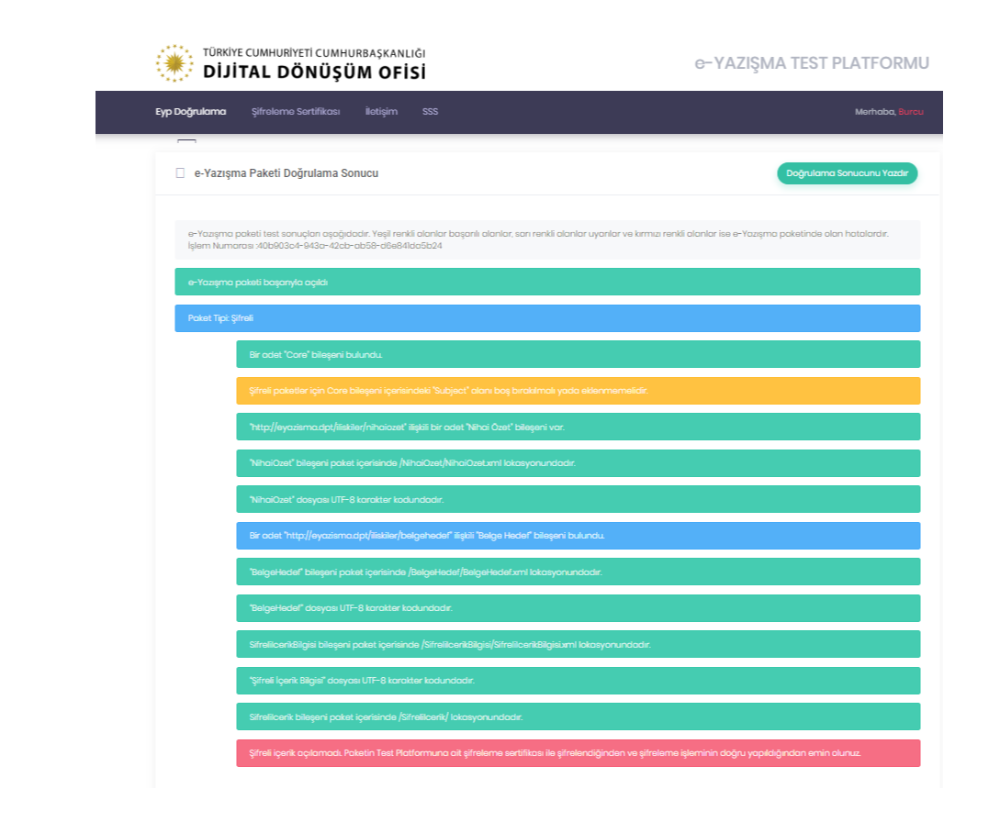 TÜRKİYE CUMHURİYETİ CUMHURBAŞKANLIĞI
DİJİTAL DÖNÜŞÜM OFİSİ
e-YAZIŞMA TEST PLATFORMU
Eyp Doğrulama Şifreleme Sertifikası İletişim SSS Merhaba, Burcu
e-Yazışma Paketi Doğrulama Sonucu
Doğrulama Sonucunu Yazdır
e-Yazışma paketi test sonuçları aşağıdadır. Yeşil renkli alanlar başarılı alanlar, sarı renkli alanlar uyarılar ve kırmızı renkli alanlar ise e-Yazışma paketinde olan hatalardır.
İşlem Numarası :40b903c4-943a-42cb-ab58-d6e841da5b24
e-Yazışma paketi başarıyla açıldı
Paket Tipi: Şifreli
Bir adet "Core" bileşeni bulundu.
Şifreli paketler için Core bileşeni içerisindeki "Subject" alanı boş bırakılmalı yada eklenmemelidir.
"http://eyazisma.dpt/iliskiler/nihaiozet" ilişkili bir adet "Nihai Özet" bileşeni var.
"NihaiOzet" bileşeni paket içerisinde /NihaiOzet/NihaiOzet.xml lokasyonundadır.
"NihaiOzet" dosyası UTF-8 karakter kodundadır.
Bir adet "http://eyazisma.dpt/iliskiler/belgehedef" ilişkili "Belge Hedef" bileşeni bulundu.
"BelgeHedef" bileşeni paket içerisinde /BelgeHedef/BelgeHedef.xml lokasyonundadır.
"BelgeHedef" dosyası UTF-8 karakter kodundadır.
SifreliIcerikBilgisi bileşeni paket içerisinde /SifreliIcerikBilgisi/SifreliIcerikBilgisi.xml lokasyonundadır.
"Şifreli İçerik Bilgisi" dosyası UTF-8 karakter kodundadır.
SifreliIcerik bileşeni paket içerisinde /SifreliIcerik/ lokasyonundadır.
Şifreli içerik açılamadı. Paketin Test Platformuna ait şifreleme sertifikası ile şifrelendiğinden ve şifreleme işleminin doğru yapıldığından emin olunuz.